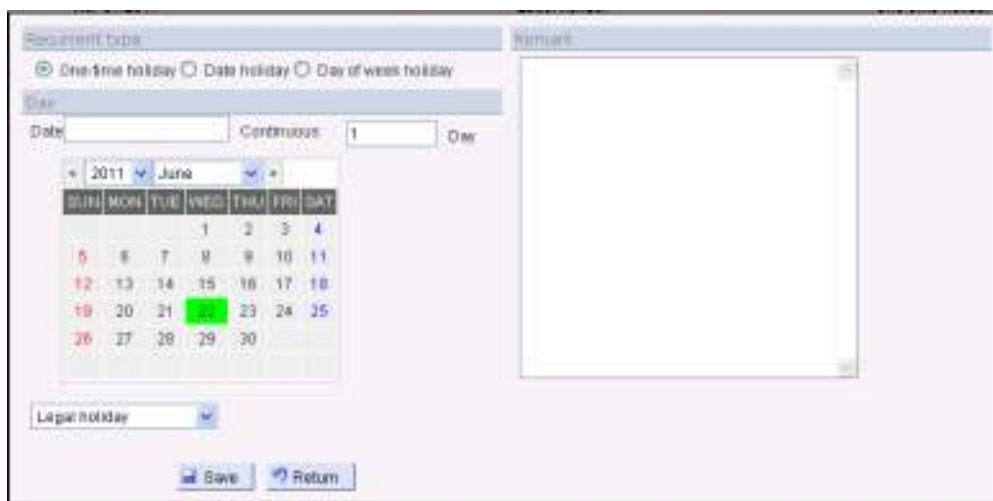 Recurrent type
Remark
One-time holiday Date holiday Day of week holiday
Day
Date Continuous 1 Day
« 2011 June »
SUN MON TUE WED THU FRI SAT
1 2 3 4
5 6 7 8 9 10 11
12 13 14 15 16 17 18
19 20 21 22 23 24 25
26 27 28 29 30
Legal holiday
Save Return